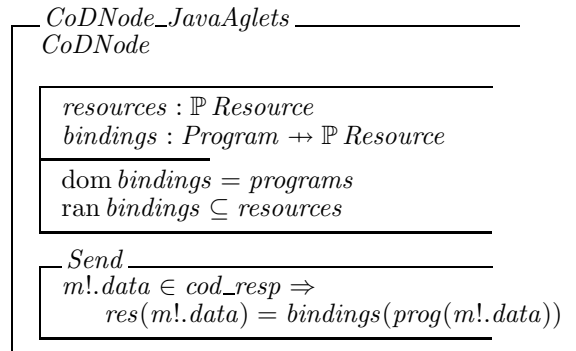 CoDNode_JavaAglets
CoDNode
resources : ℙ Resource
bindings : Program ⇸ ℙ Resource
dom bindings = programs
ran bindings ⊆ resources
Send
m!.data ∈ cod_resp ⇒
res(m!.data) = bindings(prog(m!.data))